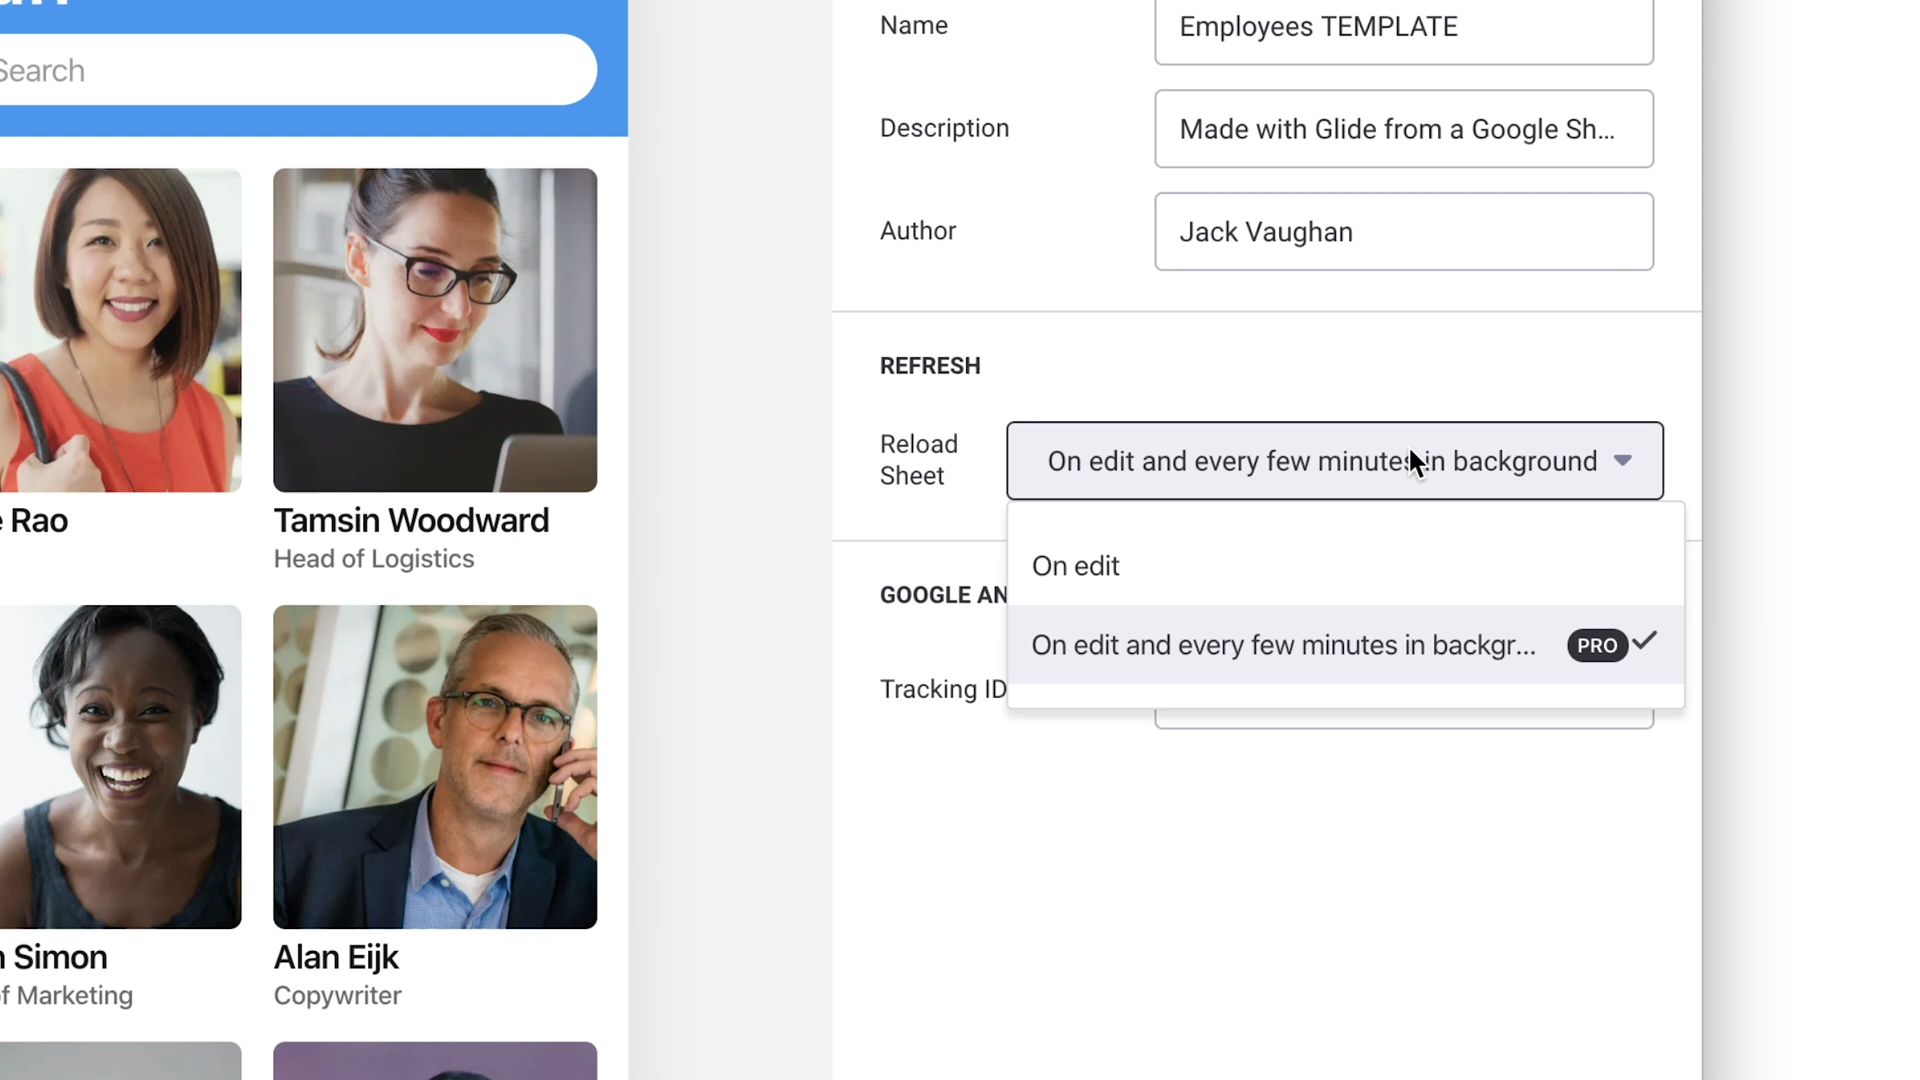 Search
Rao
Tamsin Woodward
Head of Logistics
Simon
of Marketing
Alan Eijk
Copywriter
Name
Employees TEMPLATE
Description
Made with Glide from a Google Sh...
Author
Jack Vaughan
REFRESH
Reload
Sheet
On edit and every few minutes in background
On edit
On edit and every few minutes in backgr...
PRO
GOOGLE AN
Tracking ID